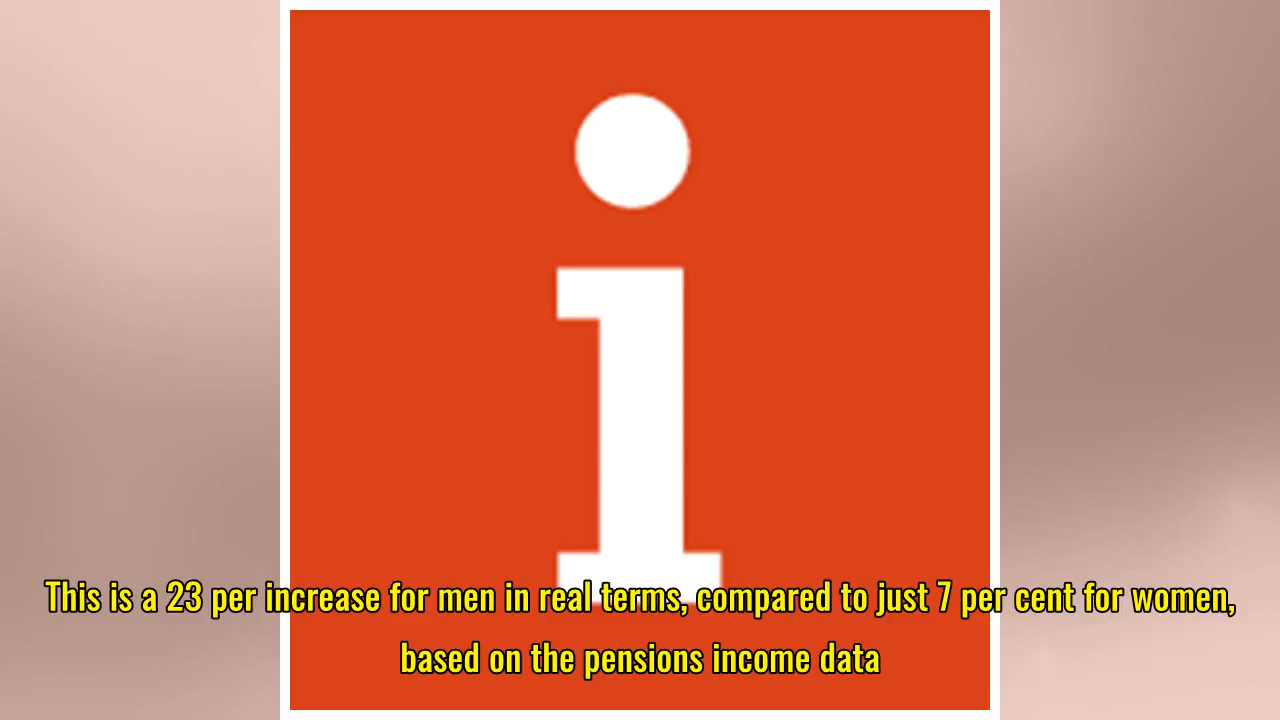 i
This is a 23 per increase for men in real terms, compared to just 7 per cent for women,
based on the pensions income data